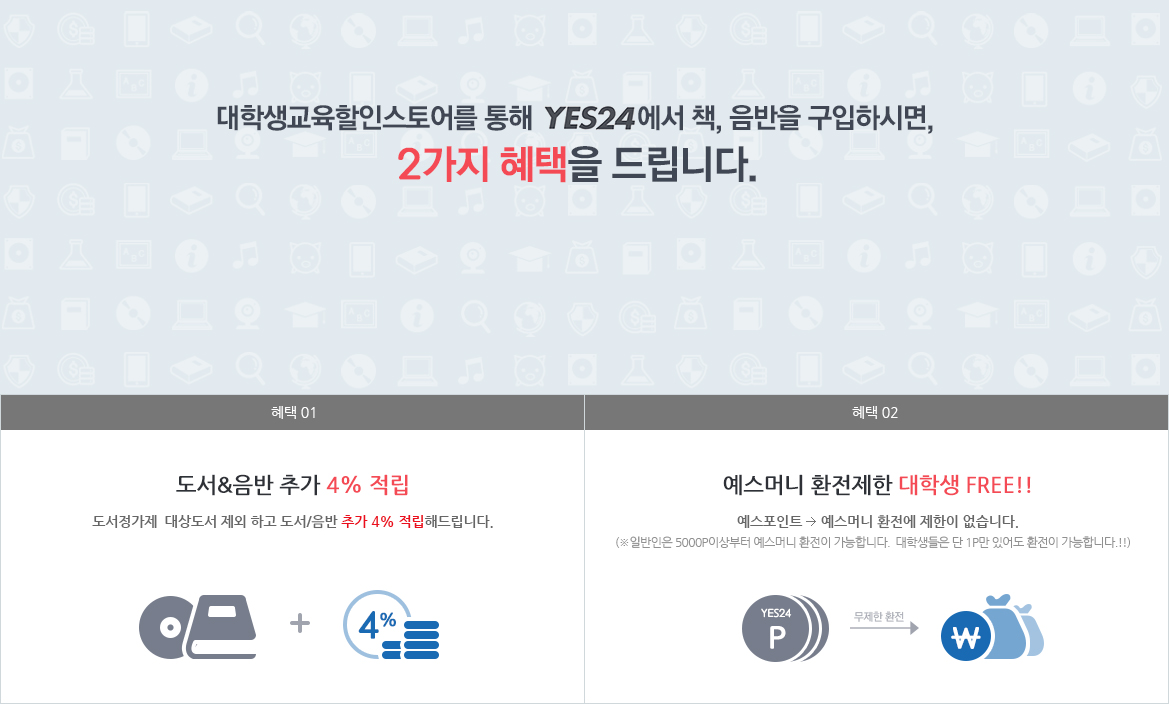 대학생교육할인스토어를 통해 YES24에서 책, 음반을 구입하시면,
2가지 혜택을 드립니다.
혜택 01
도서&음반 추가 4% 적립
도서정가제 대상도서 제외 하고 도서/음반 추가 4% 적립해드립니다.
4%
혜택 02
예스머니 환전제한 대학생 FREE!!
예스포인트 → 예스머니 환전에 제한이 없습니다.
(※일반인은 5000P이상부터 예스머니 환전이 가능합니다. 대학생들은 단 1P만 있어도 환전이 가능합니다.!!)
YES24
P
무제한 환전
₩